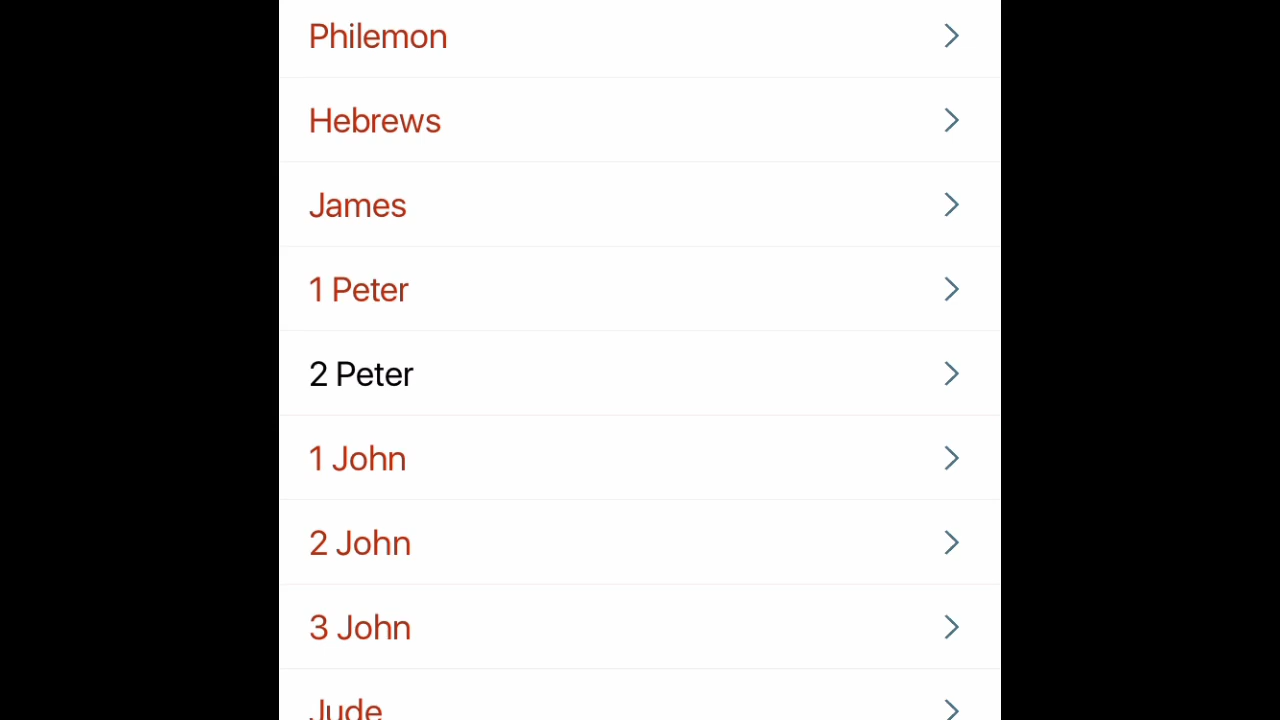 Philemon
Hebrews
James
1 Peter
2 Peter
1 John
2 John
3 John
Jude